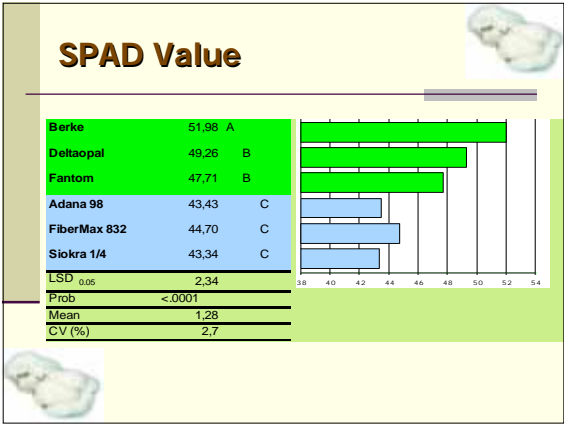 SPAD Value
Berke 51,98 A
Deltaopal 49,26 B
Fantom 47,71 B
Adana 98 43,43 C
FiberMax 832 44,70 C
Siokra 1/4 43,34 C
LSD 0.05 2,34
Prob <.0001
Mean 1,28
CV (%) 2,7
38 40 42 44 46 48 50 52 54